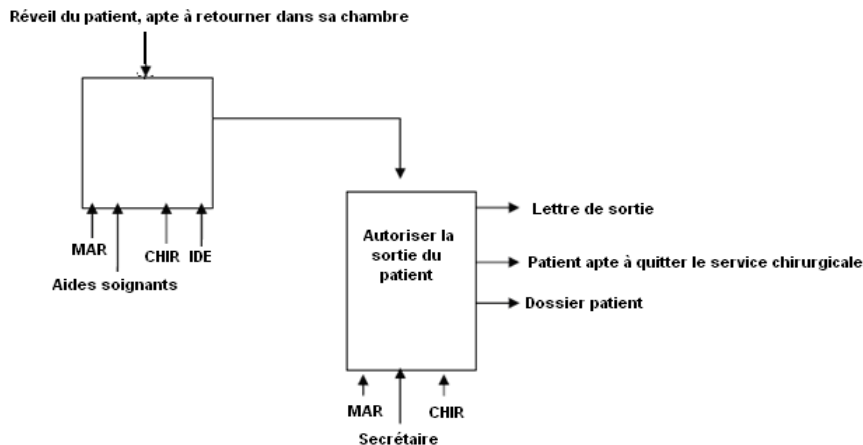 Réveil du patient, apte à retourner dans sa chambre
MAR
CHIR
IDE
Aides soignants
Autoriser la
sortie du
patient
Lettre de sortie
Patient apte à quitter le service chirurgicale
Dossier patient
MAR
CHIR
Secrétaire